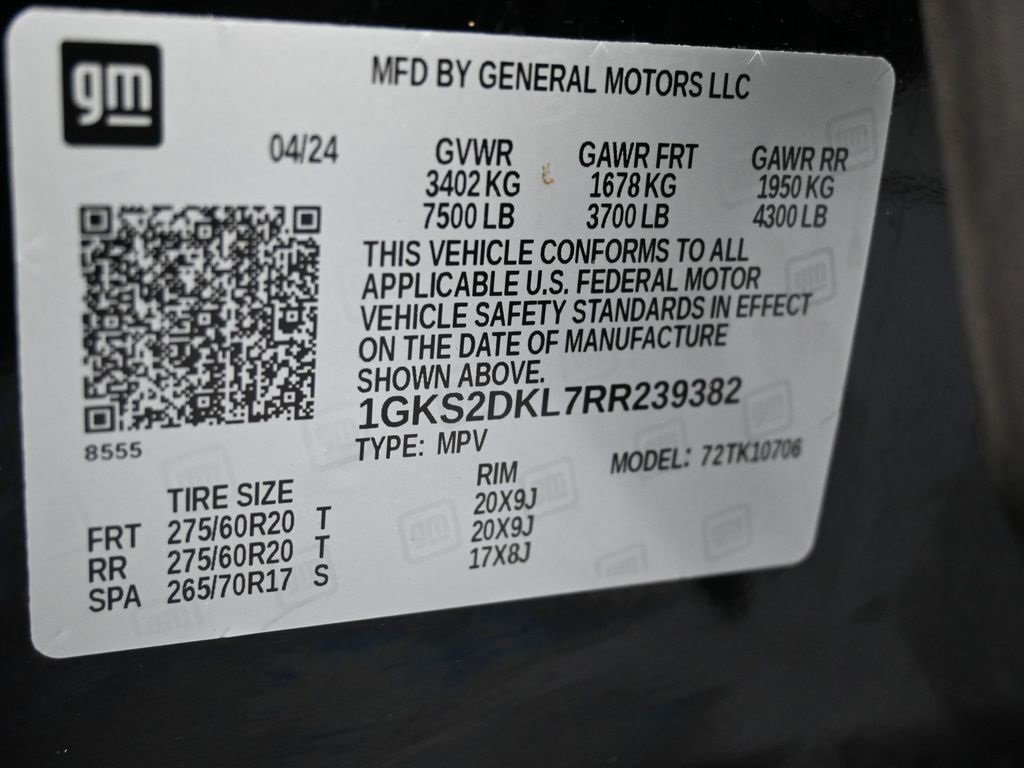 gm
MFD BY GENERAL MOTORS LLC
04/24
GVWR GAWR FRT GAWR RR
3402 KG 1678 KG 1950 KG
7500 LB 3700 LB 4300 LB
THIS VEHICLE CONFORMS TO ALL
APPLICABLE U.S. FEDERAL MOTOR
VEHICLE SAFETY STANDARDS IN EFFECT
ON THE DATE OF MANUFACTURE
SHOWN ABOVE.
1GKS2DKL7RR239382
TYPE: MPV
MODEL: 72TK10706
8555
TIRE SIZE RIM
FRT 275/60R20 T 20X9J
RR 275/60R20 T 20X9J
SPA 265/70R17 S 17X8J